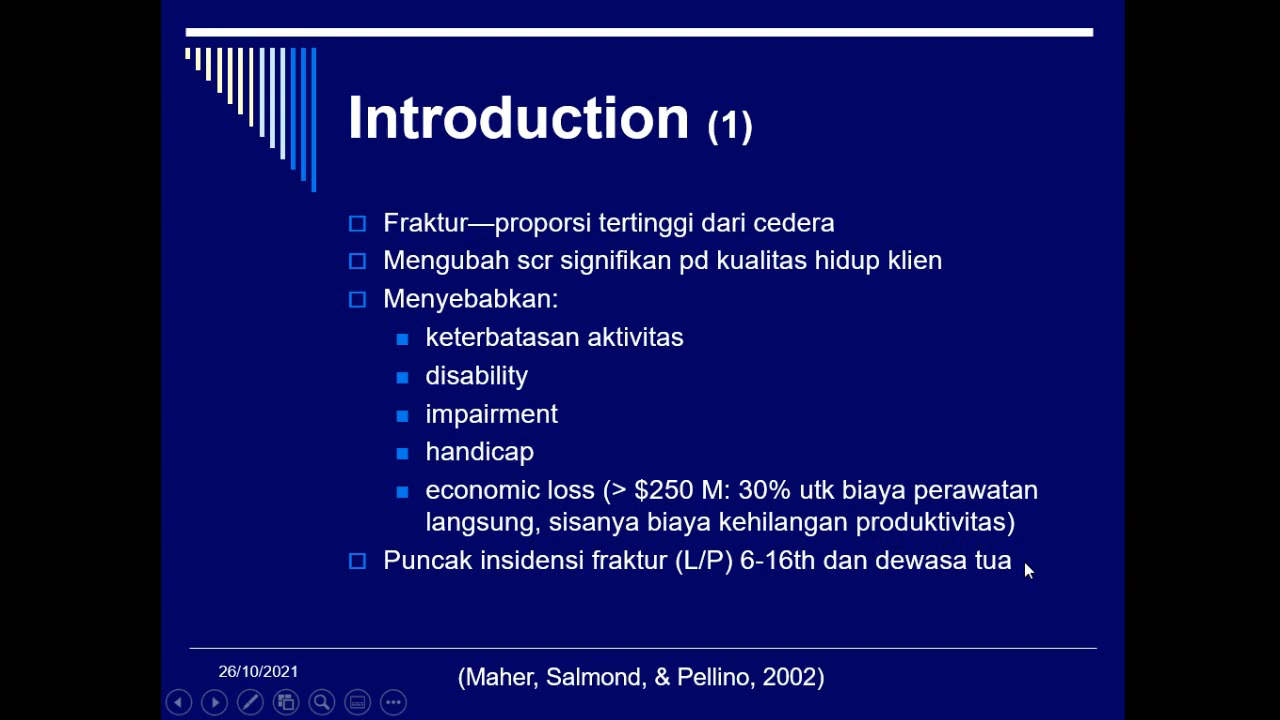 Introduction (1)
Fraktur—proporsi tertinggi dari cedera
Mengubah scr signifikan pd kualitas hidup klien
Menyebabkan:
keterbatasan aktivitas
disability
impairment
handicap
economic loss (> $250 M: 30% utk biaya perawatan
langsung, sisanya biaya kehilangan produktivitas)
Puncak insidensi fraktur (L/P) 6-16th dan dewasa tua
26/10/2021
(Maher, Salmond, & Pellino, 2002)